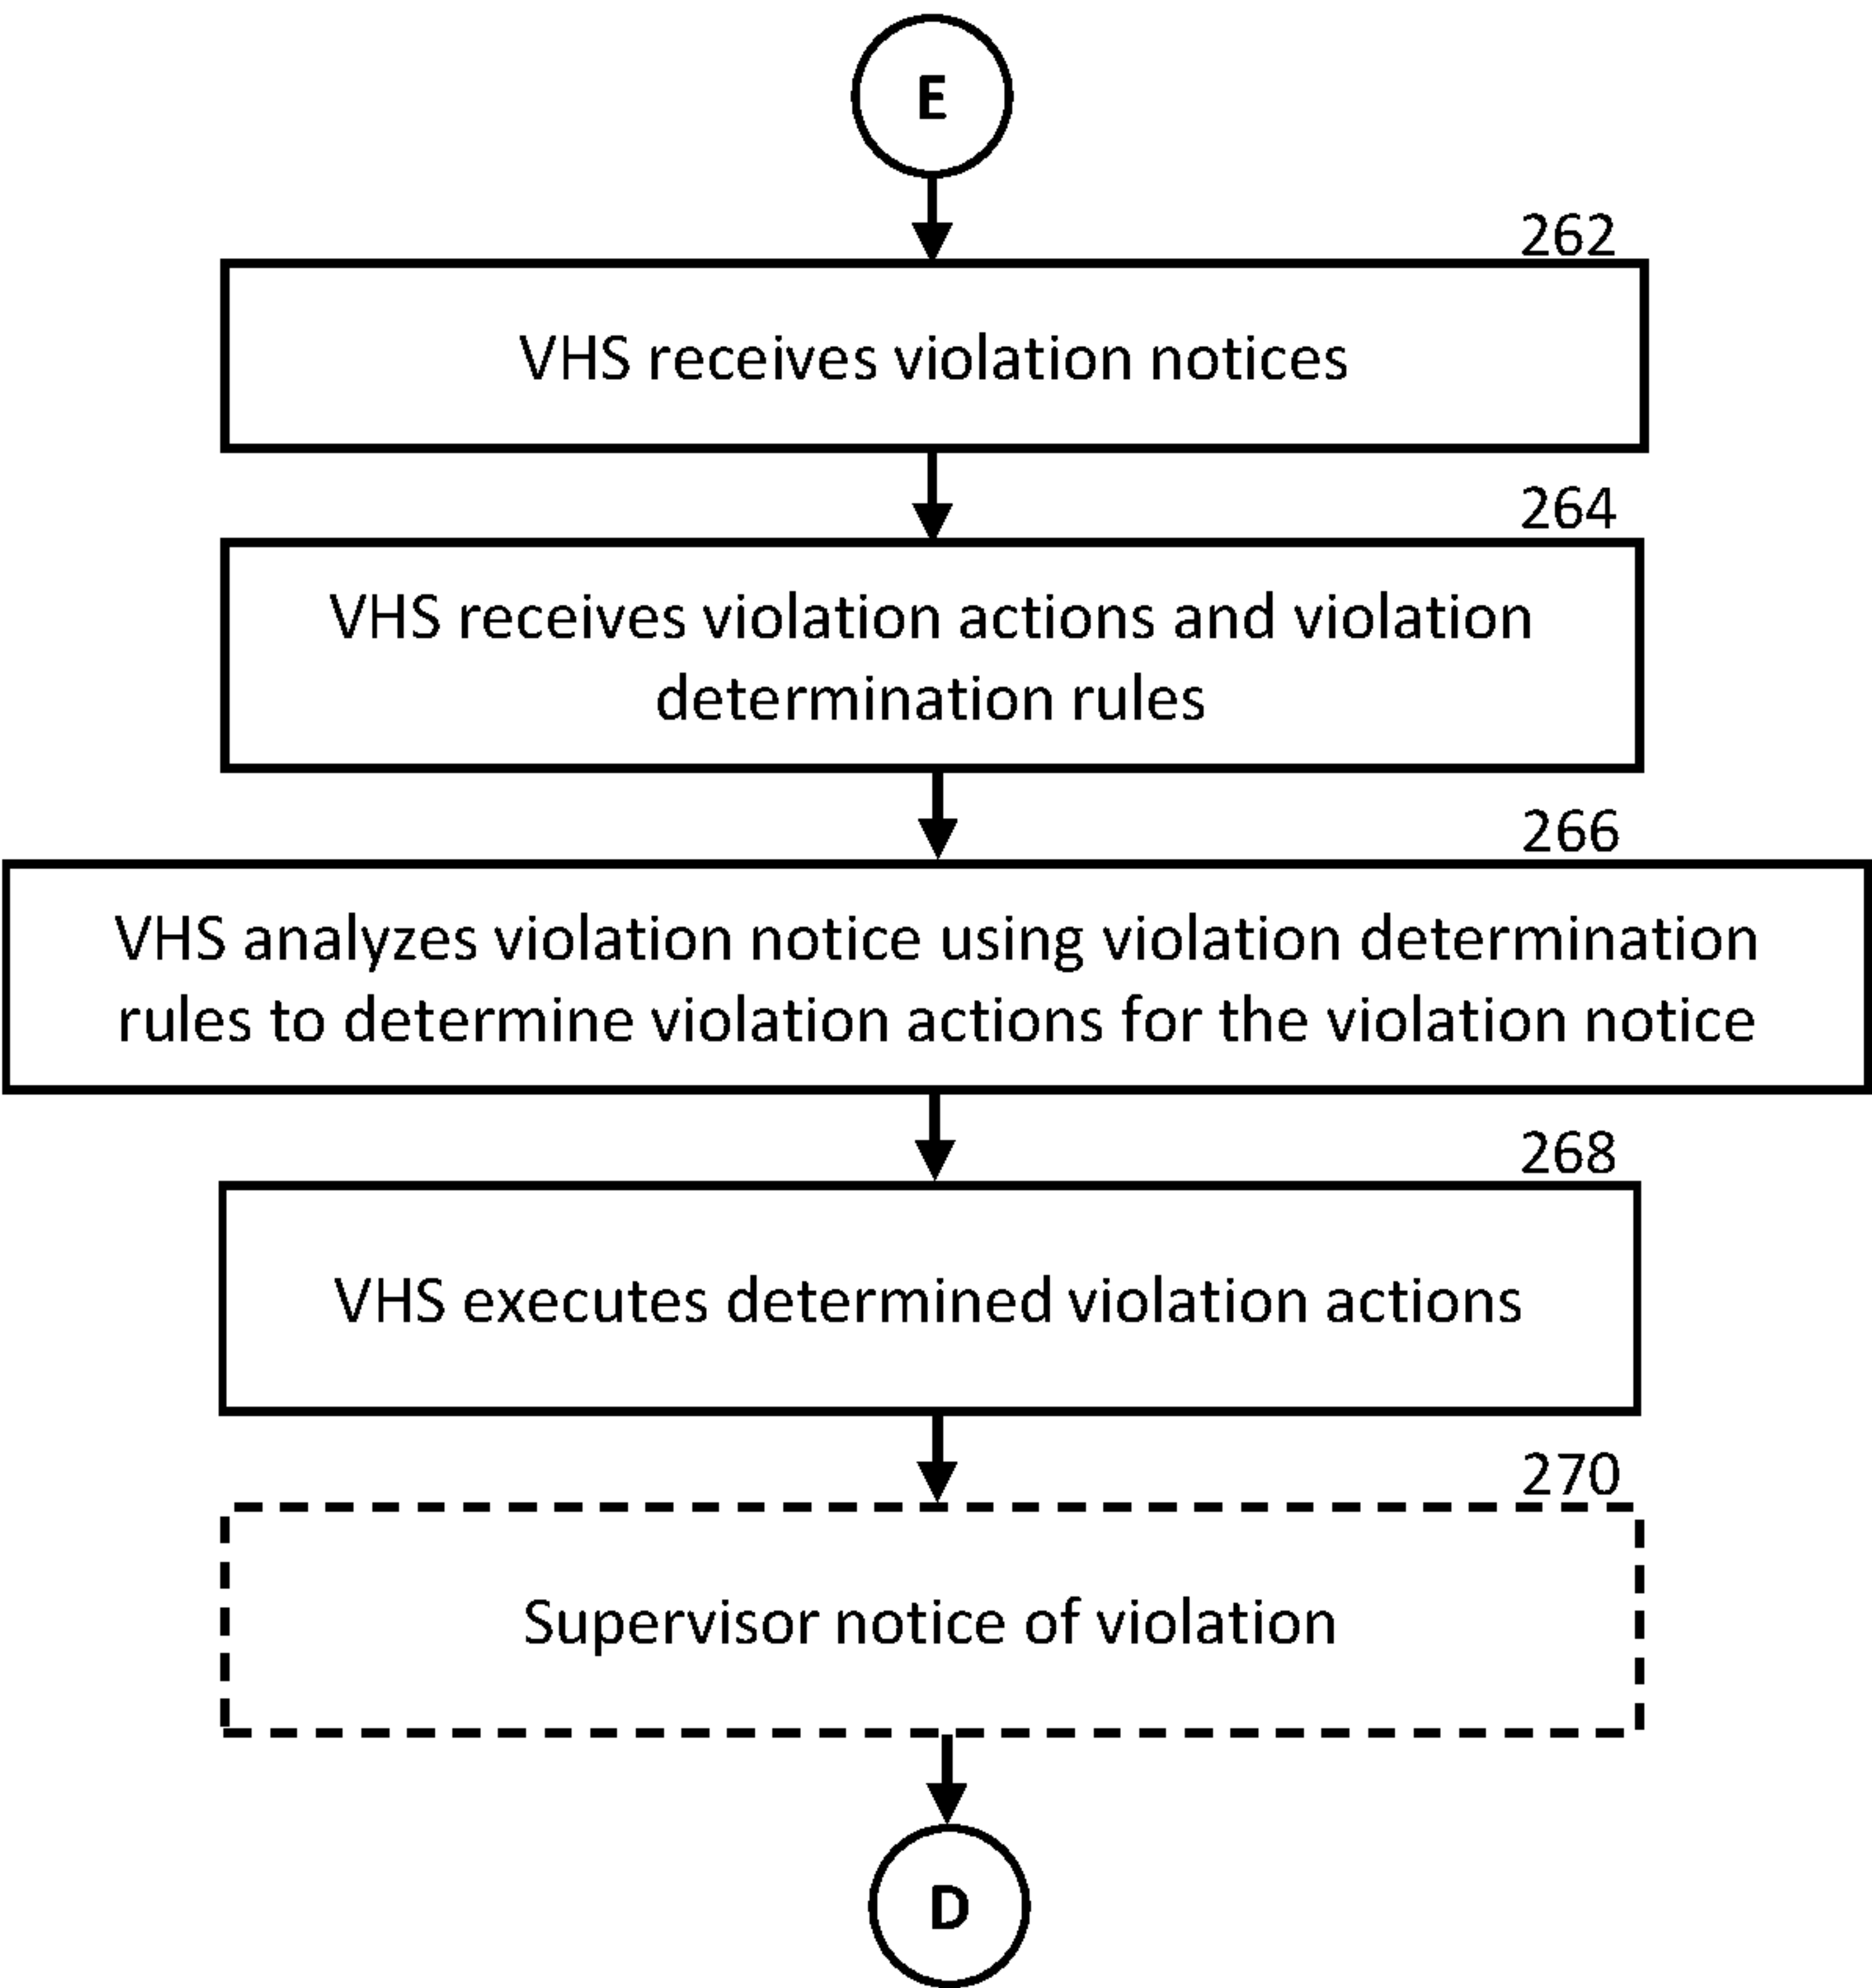 E
262
VHS receives violation notices
264
VHS receives violation actions and violation
determination rules
266
VHS analyzes violation notice using violation determination
rules to determine violation actions for the violation notice
268
VHS executes determined violation actions
270
Supervisor notice of violation
D